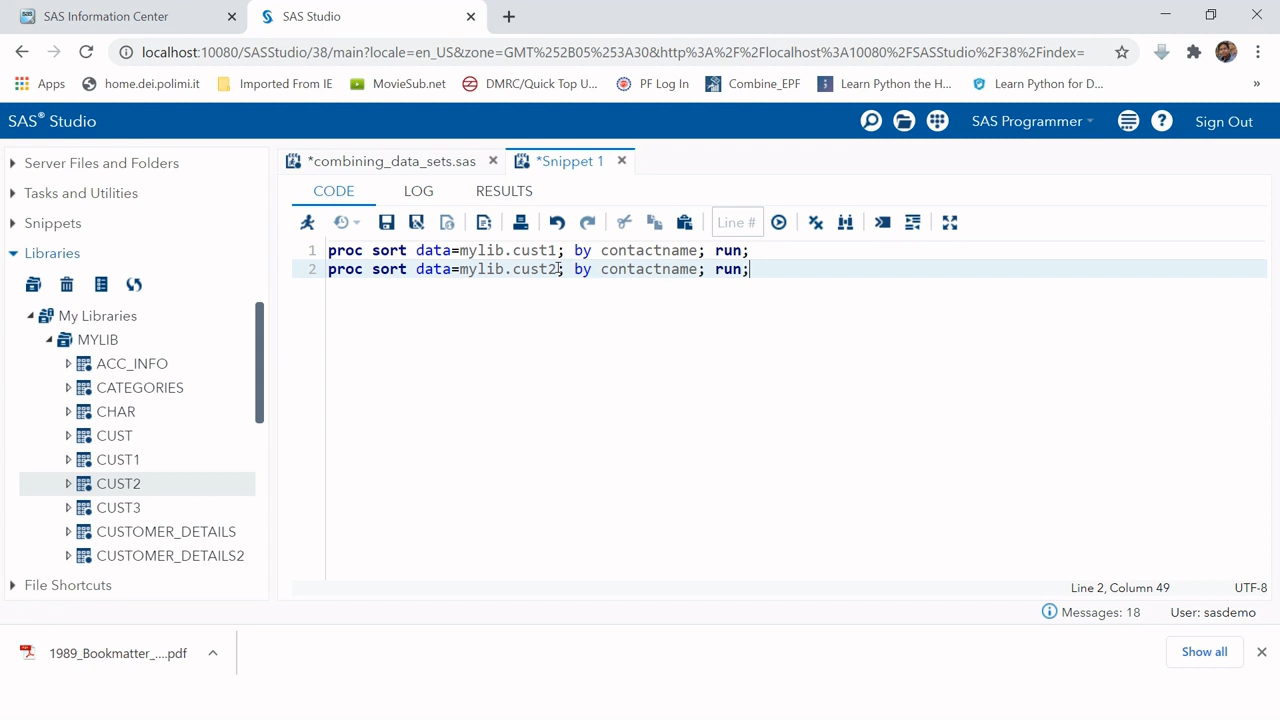 SAS Information Center
SAS Studio
localhost:10080/SASStudio/38/main?locale=en_US&zone=GMT%252B05%253A30&http%3A%2F%2Flocalhost%3A10080%2FSASStudio%2F38%2Findex=
Apps home.dei.polimi.it Imported From IE MovieSub.net DMRC/Quick Top U... PF Log In Combine_EPF Learn Python the H... Learn Python for D... »
SAS® Studio SAS Programmer Sign Out
Server Files and Folders
Tasks and Utilities
Snippets
Libraries
My Libraries
MYLIB
ACC_INFO
CATEGORIES
CHAR
CUST
CUST1
CUST2
CUST3
CUSTOMER_DETAILS
CUSTOMER_DETAILS2
File Shortcuts
*combining_data_sets.sas *Snippet 1
CODE LOG RESULTS
Line #
1 proc sort data=mylib.cust1; by contactname; run;
2 proc sort data=mylib.cust2; by contactname; run;
Line 2, Column 49 UTF-8
Messages: 18 User: sasdemo
1989_Bookmatter_....pdf Show all